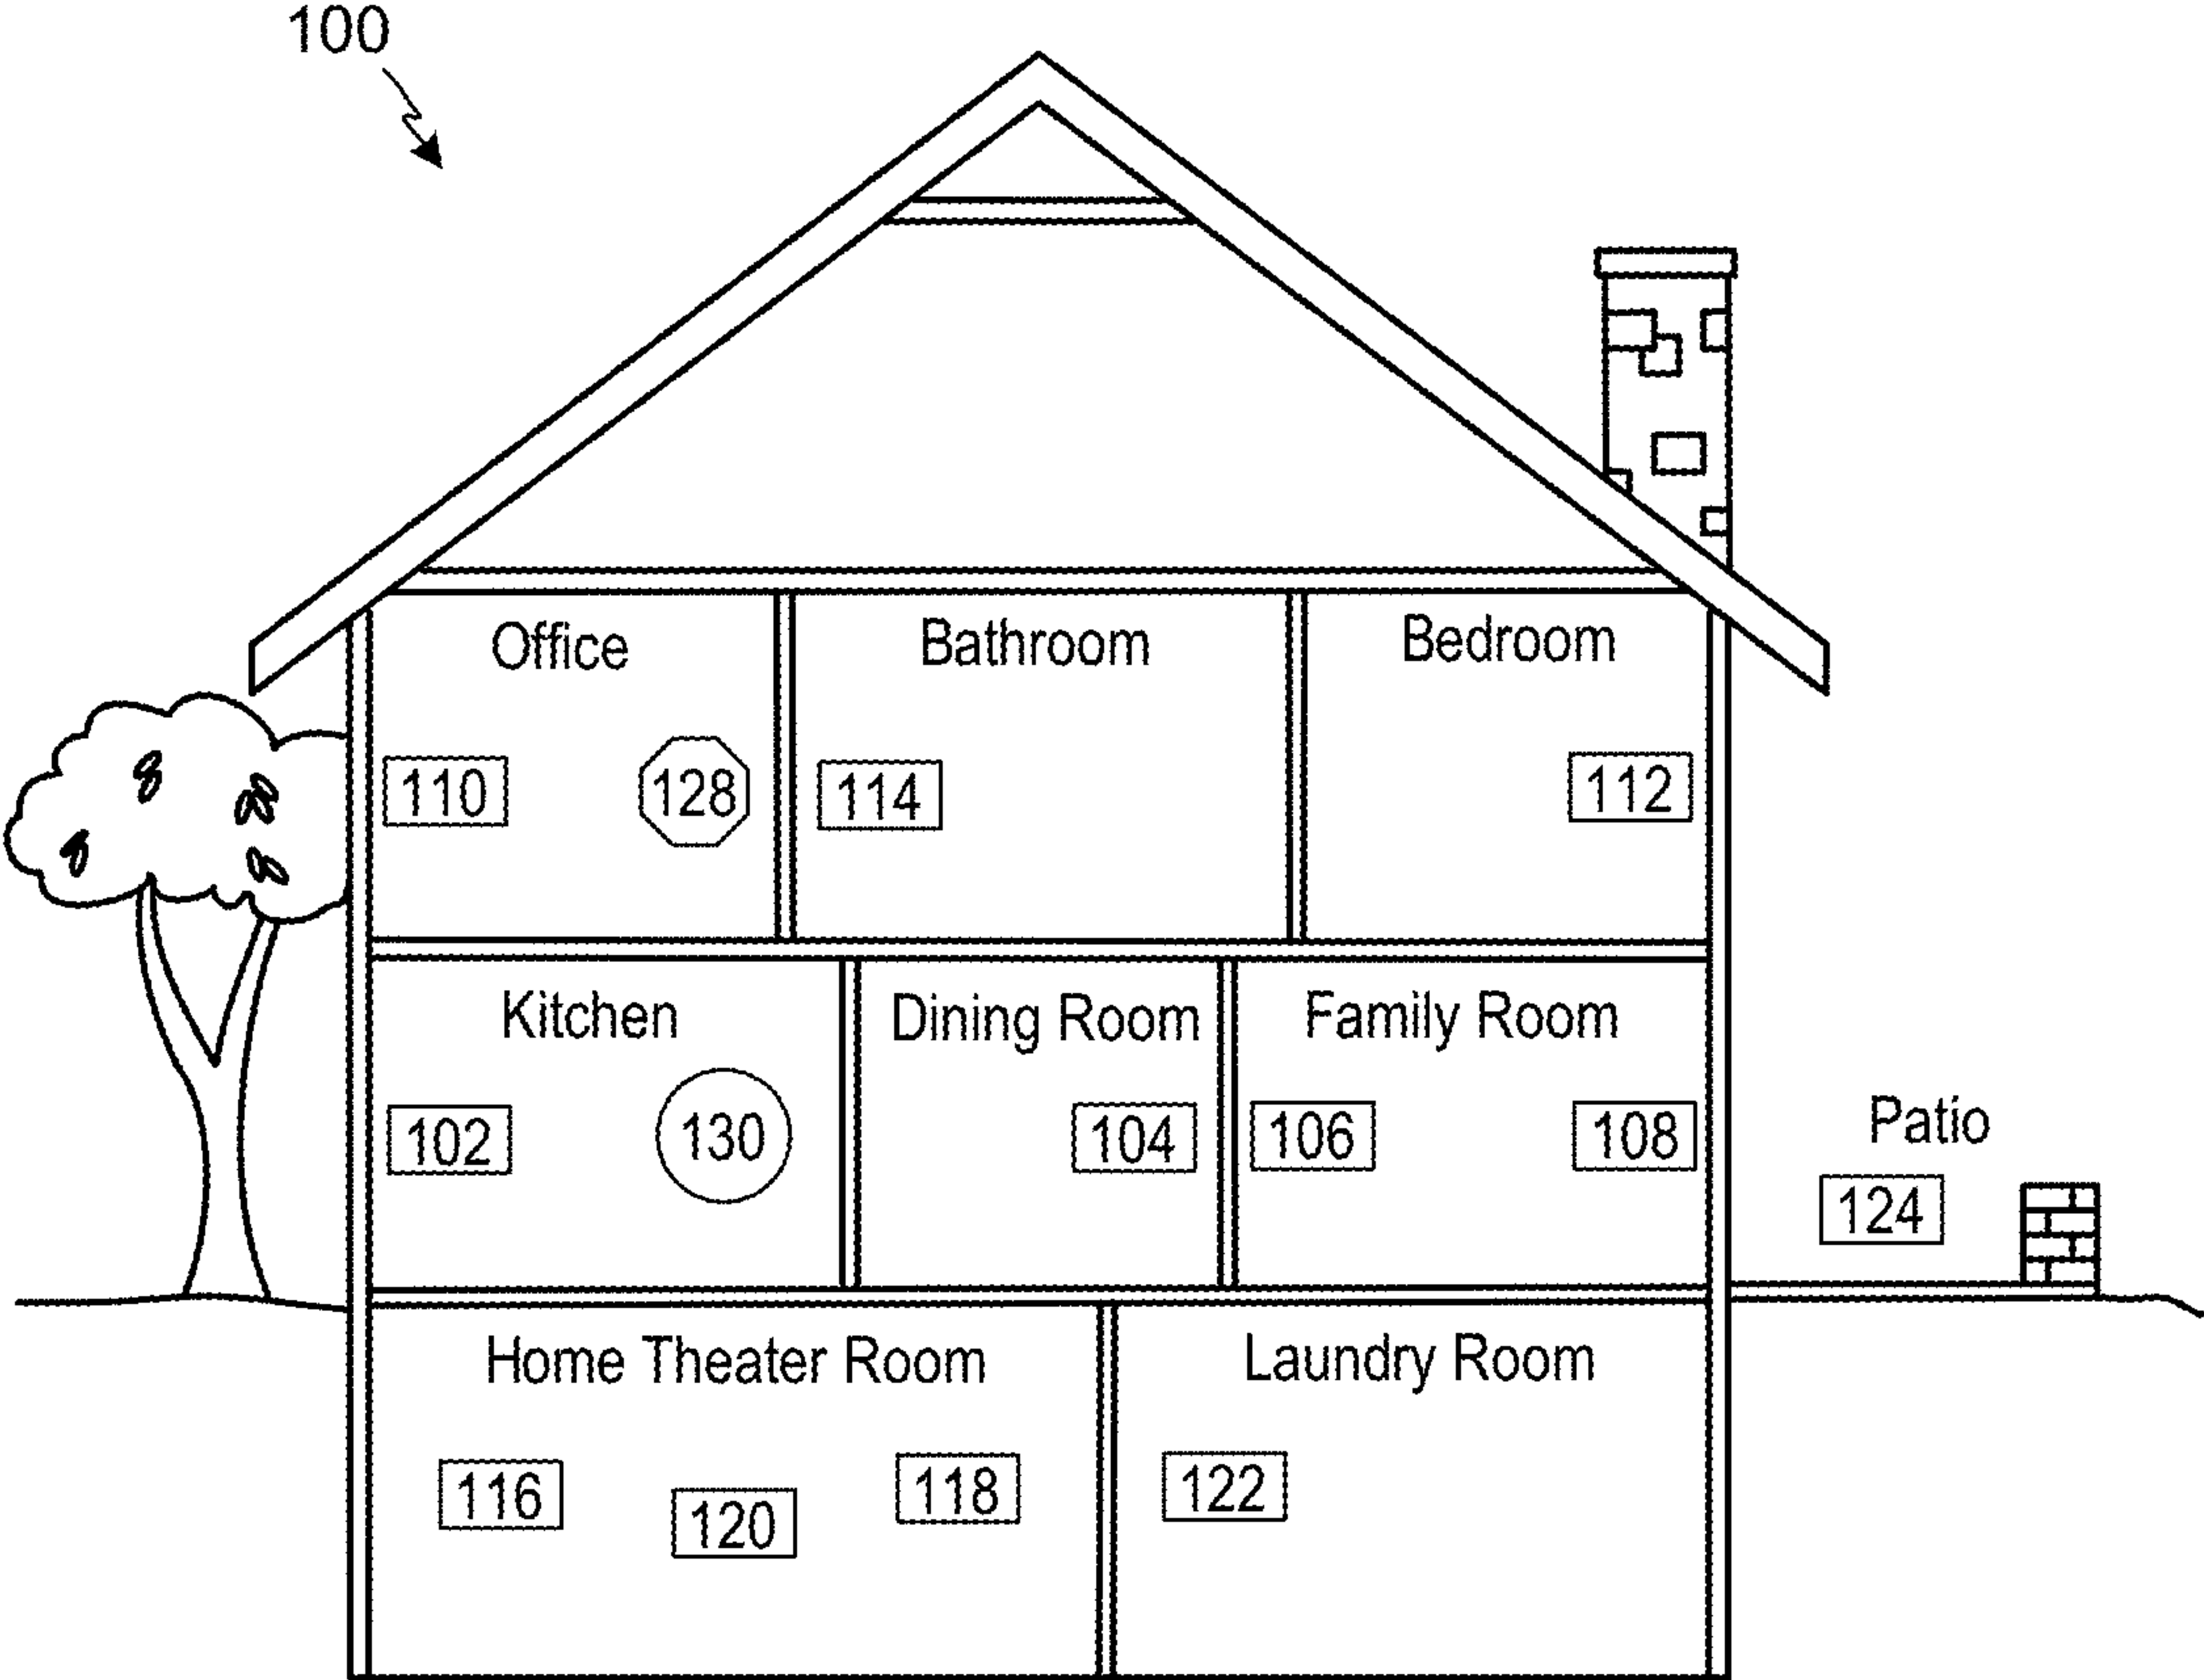 100
Office
Bathroom
Bedroom
110
128
114
112
Kitchen
Dining Room
Family Room
102
130
104
106
108
Patio
124
Home Theater Room
Laundry Room
116
120
118
122